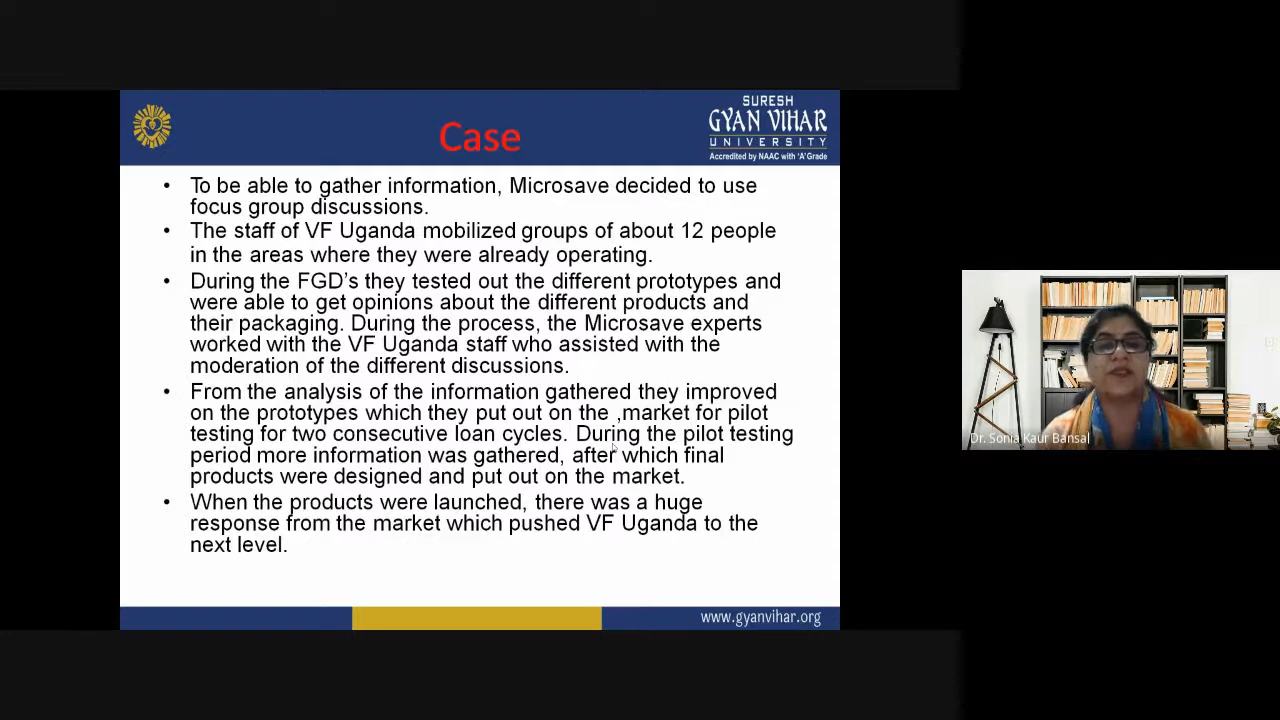 SURESH
GYAN VIHAR
UNIVERSITY
Accredited by NAAC with 'A' Grade
Case
• To be able to gather information, Microsave decided to use
focus group discussions.
• The staff of VF Uganda mobilized groups of about 12 people
in the areas where they were already operating.
• During the FGD's they tested out the different prototypes and
were able to get opinions about the different products and
their packaging. During the process, the Microsave experts
worked with the VF Uganda staff who assisted with the
moderation of the different discussions.
• From the analysis of the information gathered they improved
on the prototypes which they put out on the ,market for pilot
testing for two consecutive loan cycles. During the pilot testing
period more information was gathered, after which final
products were designed and put out on the market.
• When the products were launched, there was a huge
response from the market which pushed VF Uganda to the
next level.
www.gyanvihar.org
Dr. Sonia Kaur Bansal